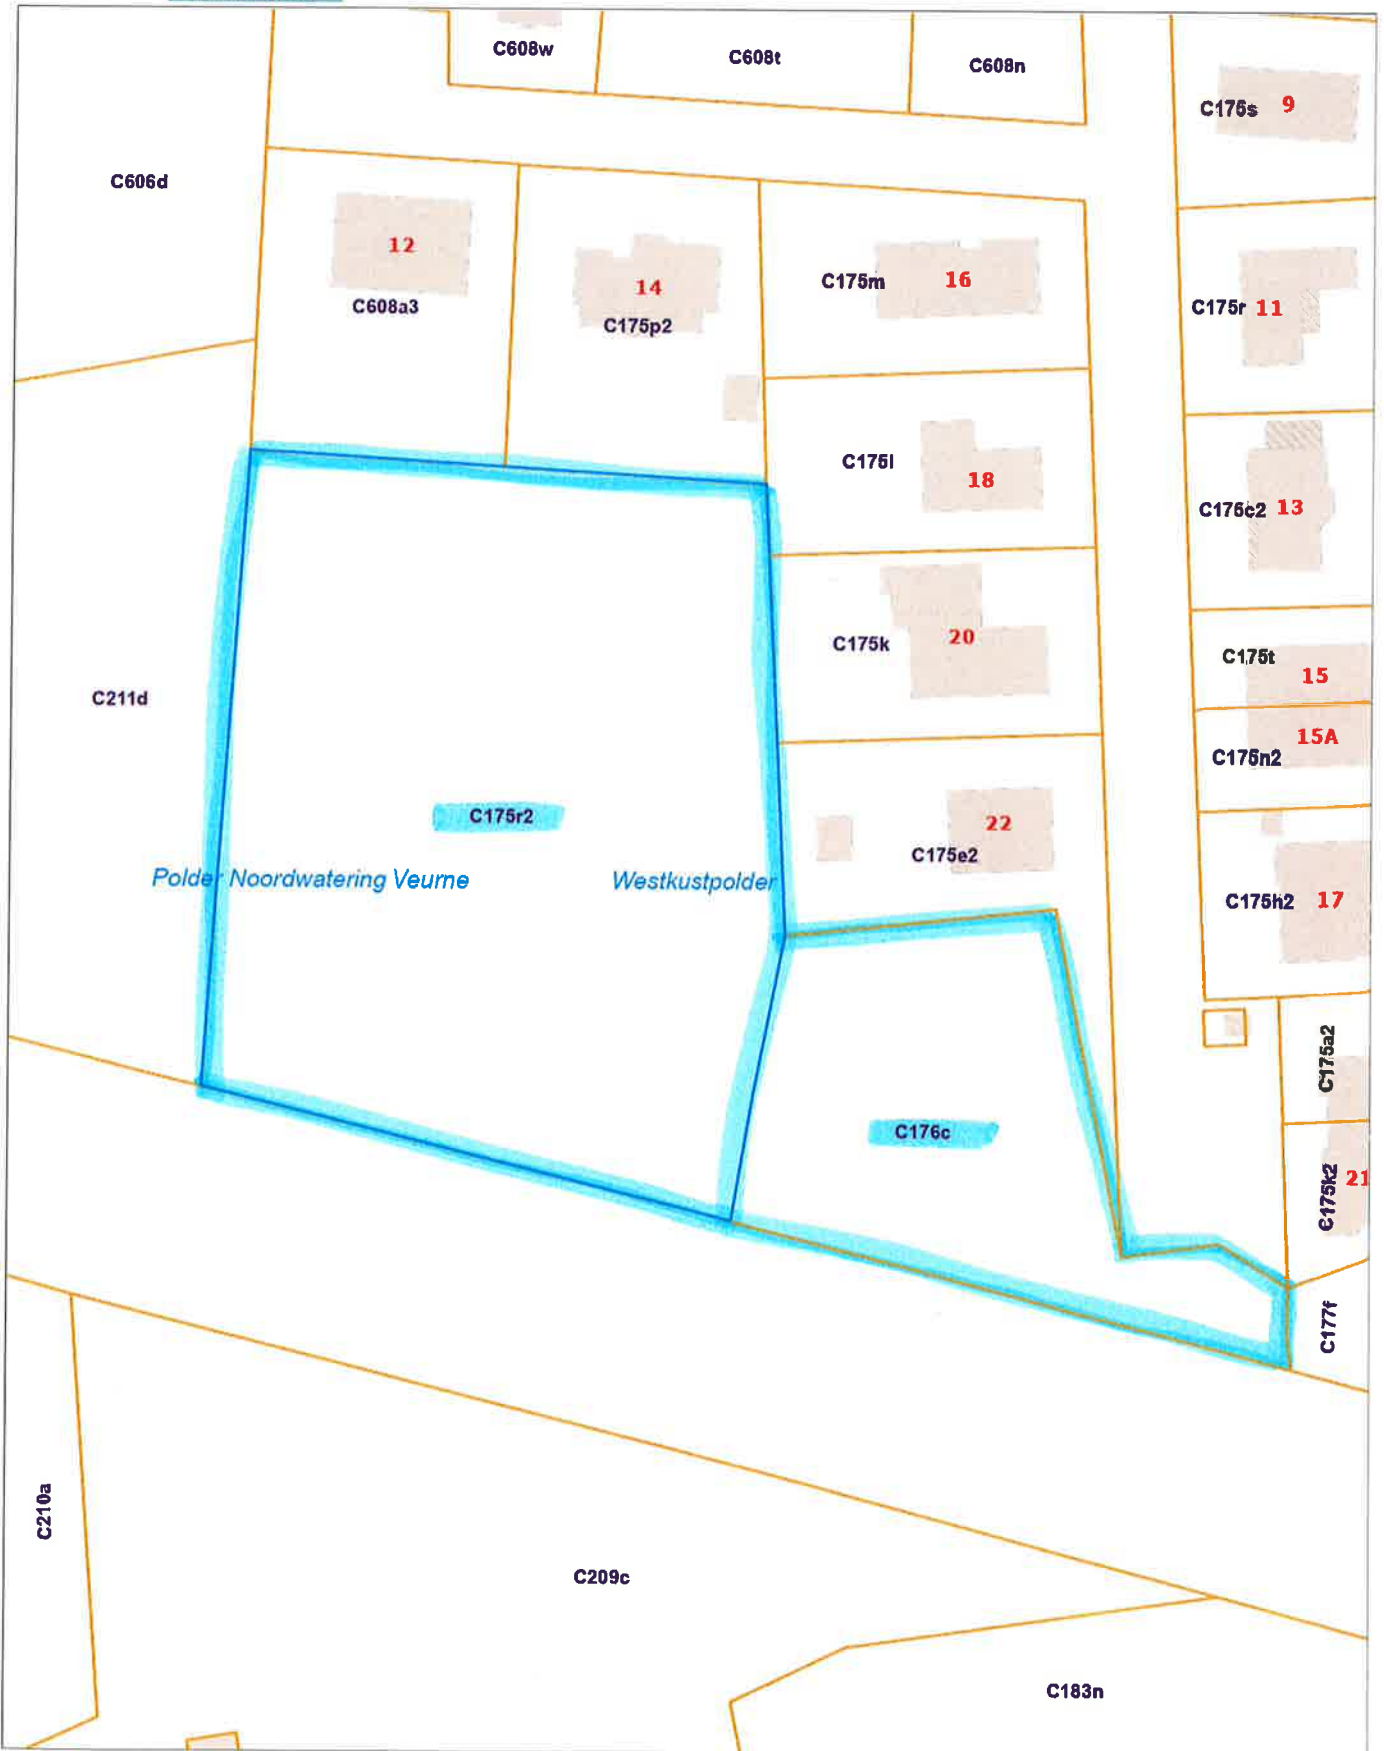 C608w
C608t
C608n
C175s 9
C606d
12
C608a3
14
C175p2
C175m 16
C175r 11
C175l
18
C175c2 13
C175k 20
C175t
15
C211d
15A
C175n2
C175r2
22
C175e2
Polder Noordwatering Veurne
Westkustpolder
C175h2 17
C175a2
C176c
C175k2 21
C177f
C210a
C209c
C183n